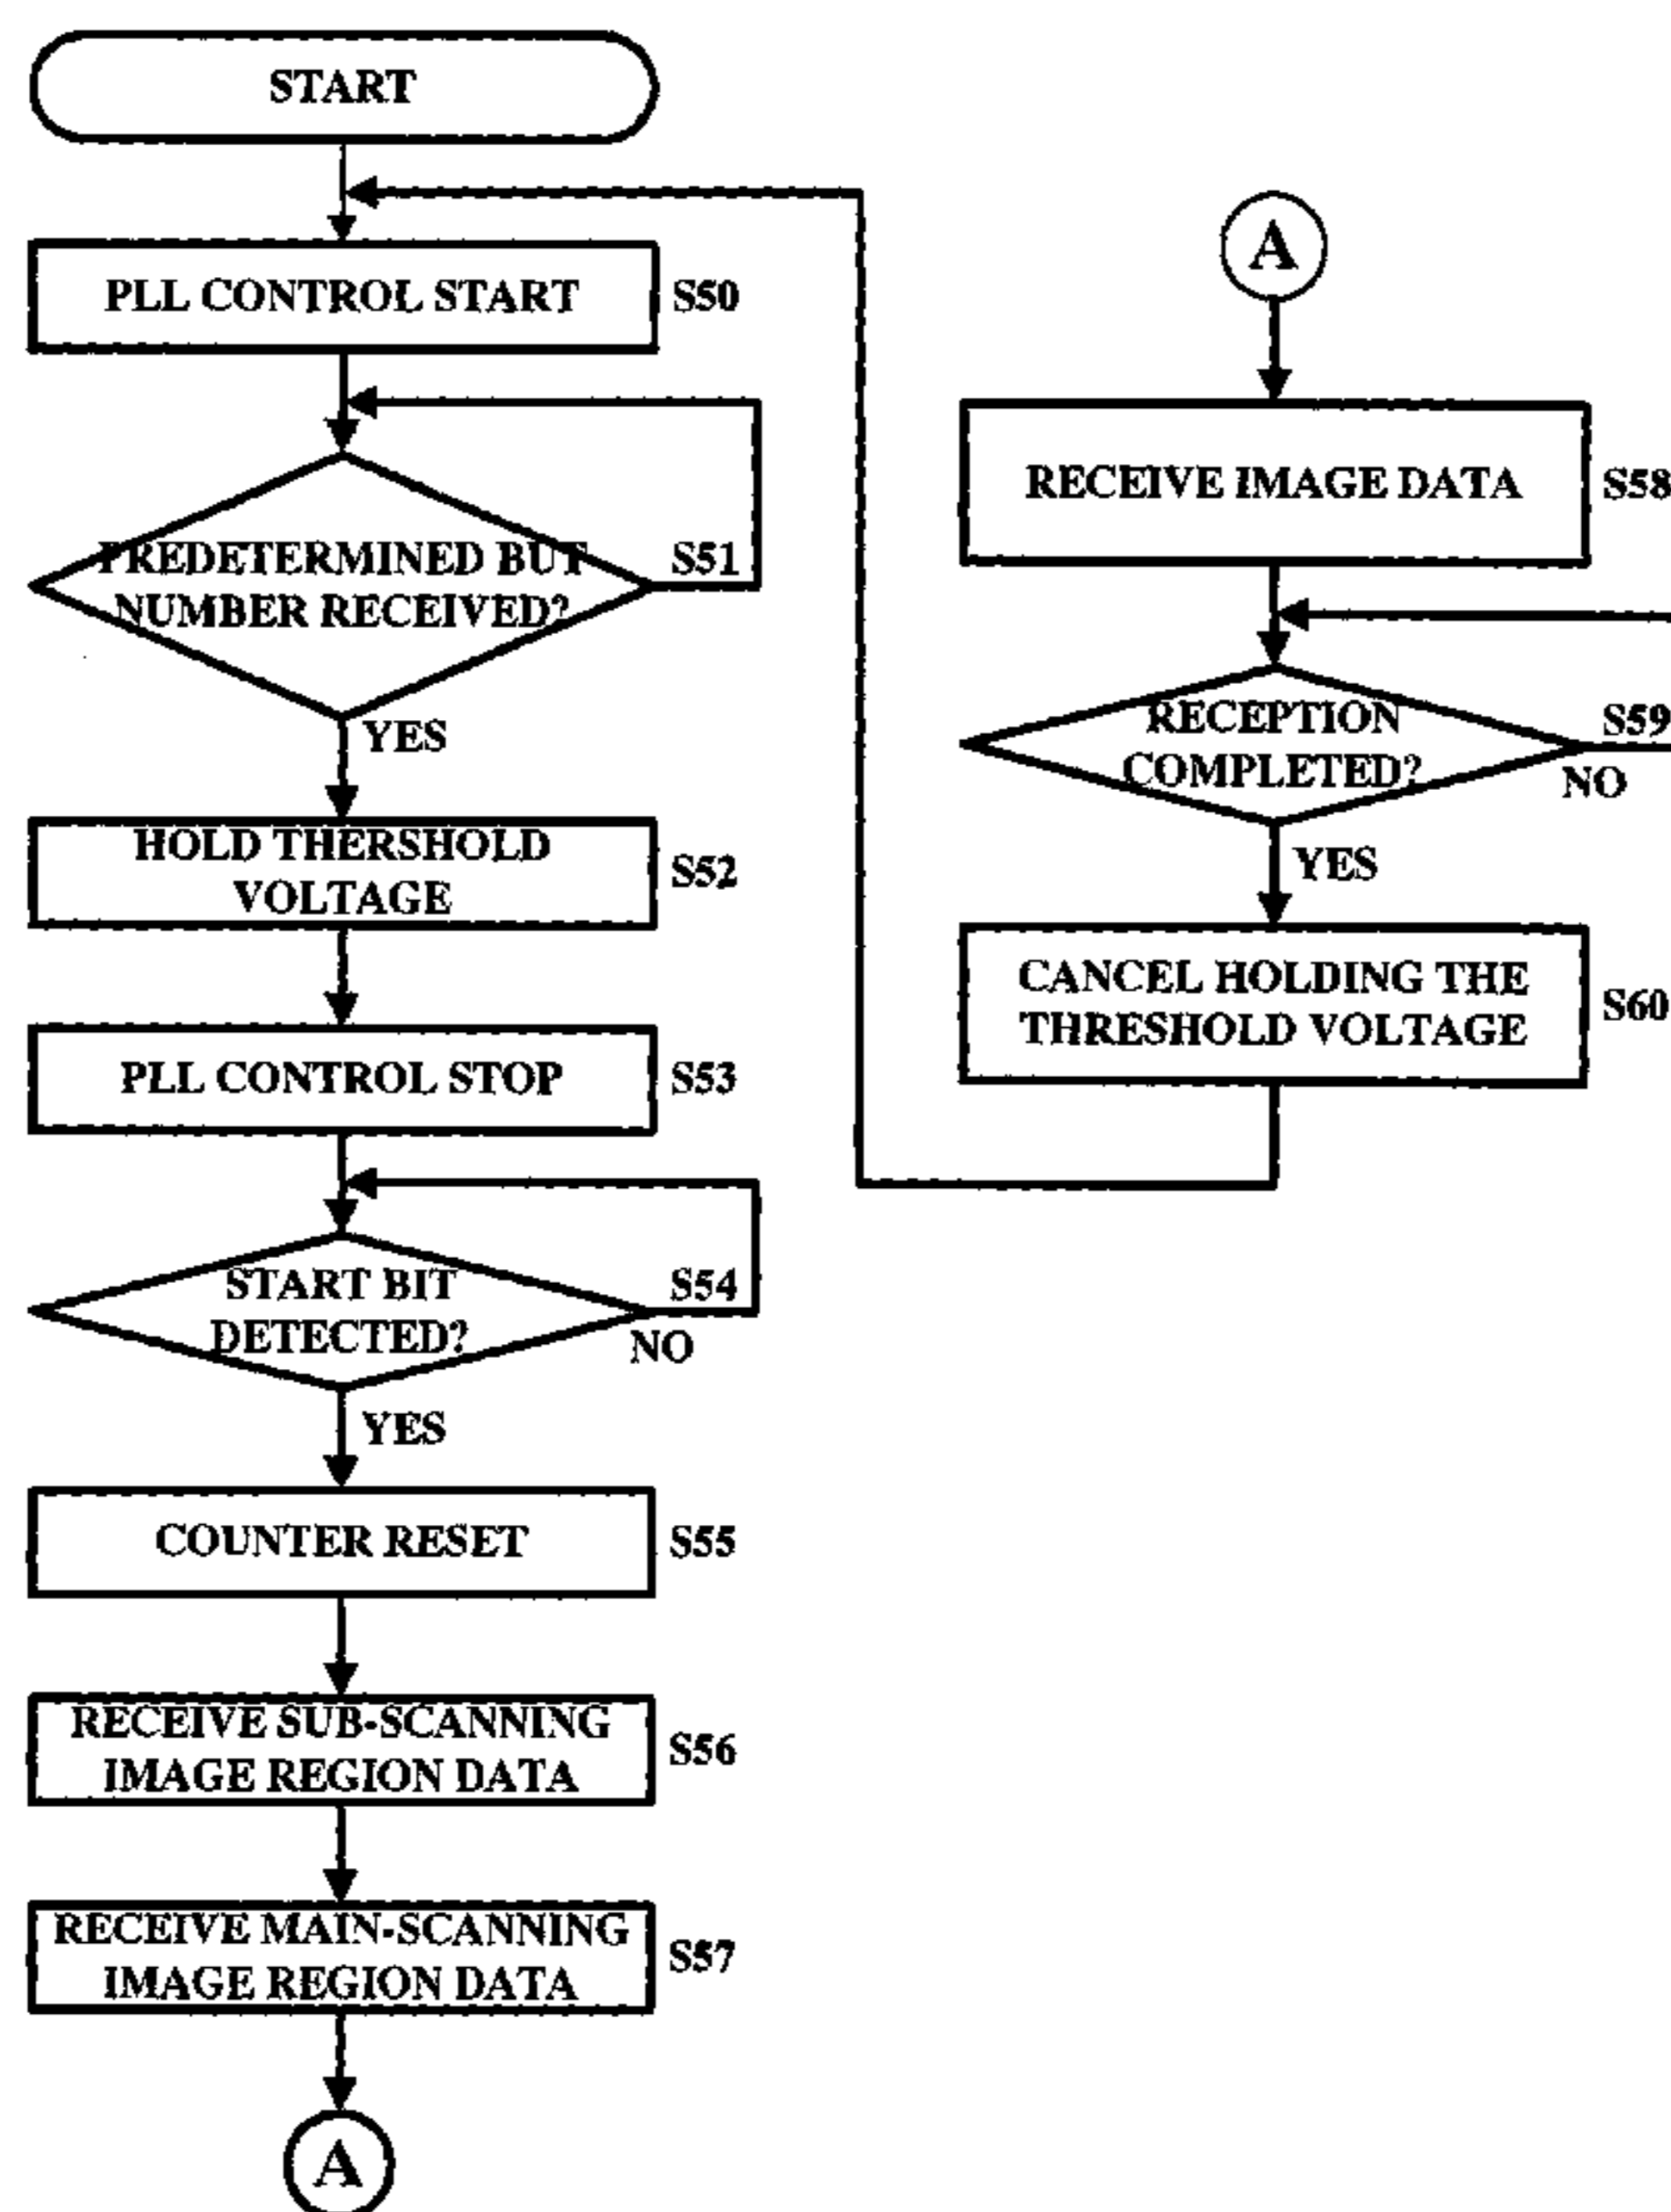 START
PLL CONTROL START
S50
PREDETERMINED BUT
NUMBER RECEIVED?
S51
YES
HOLD THERSHOLD
VOLTAGE
S52
PLL CONTROL STOP
S53
START BIT
DETECTED?
S54
NO
YES
COUNTER RESET
S55
RECEIVE SUB-SCANNING
IMAGE REGION DATA
S56
RECEIVE MAIN-SCANNING
IMAGE REGION DATA
S57
A
A
RECEIVE IMAGE DATA
S58
RECEPTION
COMPLETED?
S59
NO
YES
CANCEL HOLDING THE
THRESHOLD VOLTAGE
S60